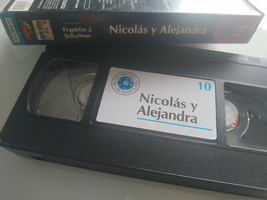 Franklin J.
Schaffner
Nicolás y Alejandra
10
Nicolás y
Alejandra